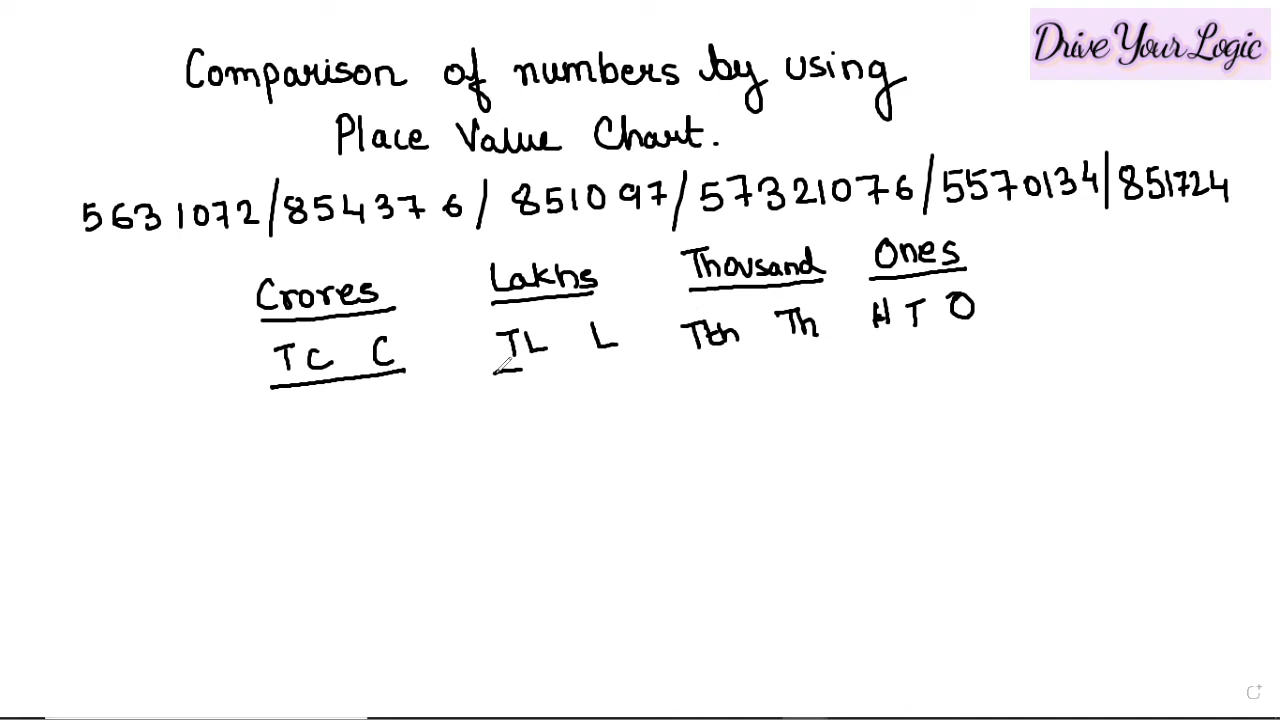 Drive Your Logic
Comparison of numbers by using
Place Value Chart.
5631072/854376/851097/57321076/5570134|851724
Crores Lakhs Thousand Ones
TC C TL L Tth Th H T O